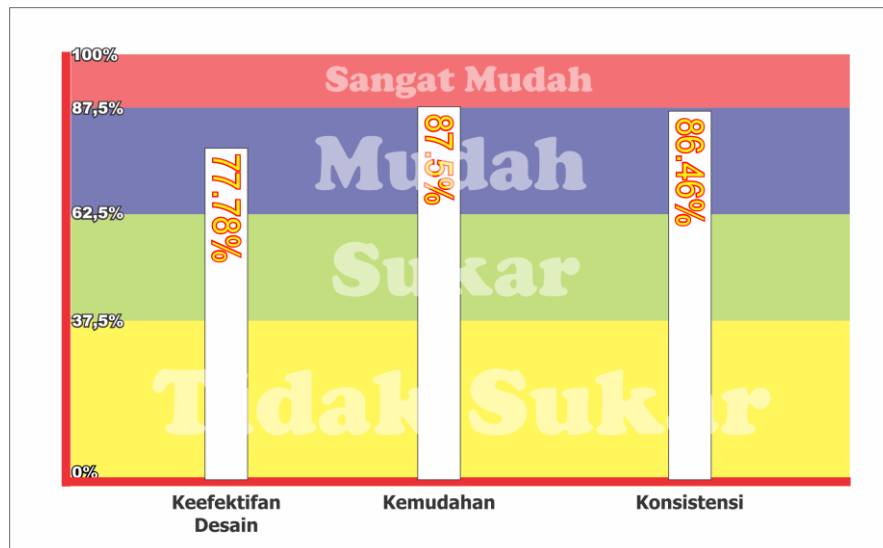 100%
Sangat Mudah
87,5%
Mudah
62,5%
Sukar
37,5%
Tidak Sukar
0%
77.78%
87.5%
86.46%
Keefektifan
Desain
Kemudahan
Konsistensi